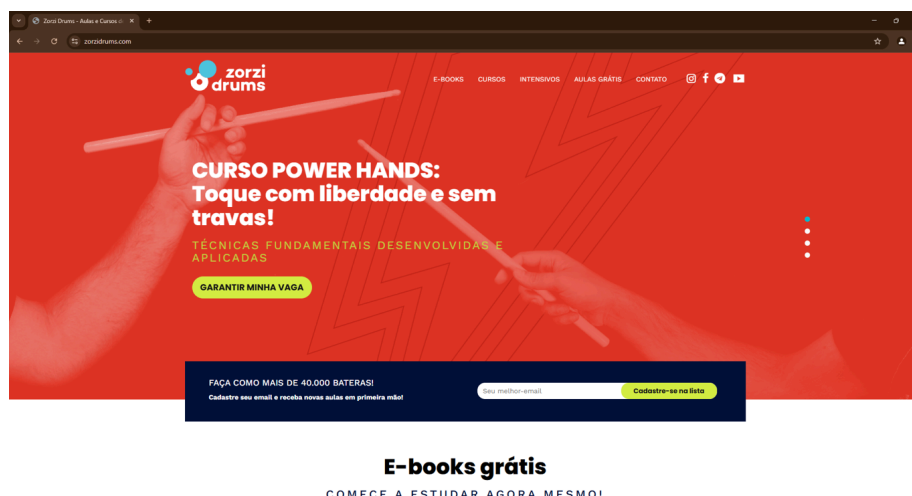 Zorzi Drums - Aulas e Cursos d
zorzidrums.com
zorzi
drums
E-BOOKS CURSOS INTENSIVOS AULAS GRÁTIS CONTATO
CURSO POWER HANDS:
Toque com liberdade e sem
travas!
TÉCNICAS FUNDAMENTAIS DESENVOLVIDAS E
APLICADAS
GARANTIR MINHA VAGA
FAÇA COMO MAIS DE 40.000 BATERAS!
Cadastre seu email e receba novas aulas em primeira mão!
Seu melhor-email
Cadastre-se na lista
E-books grátis
COMECE A ESTUDAR AGORA MESMO!